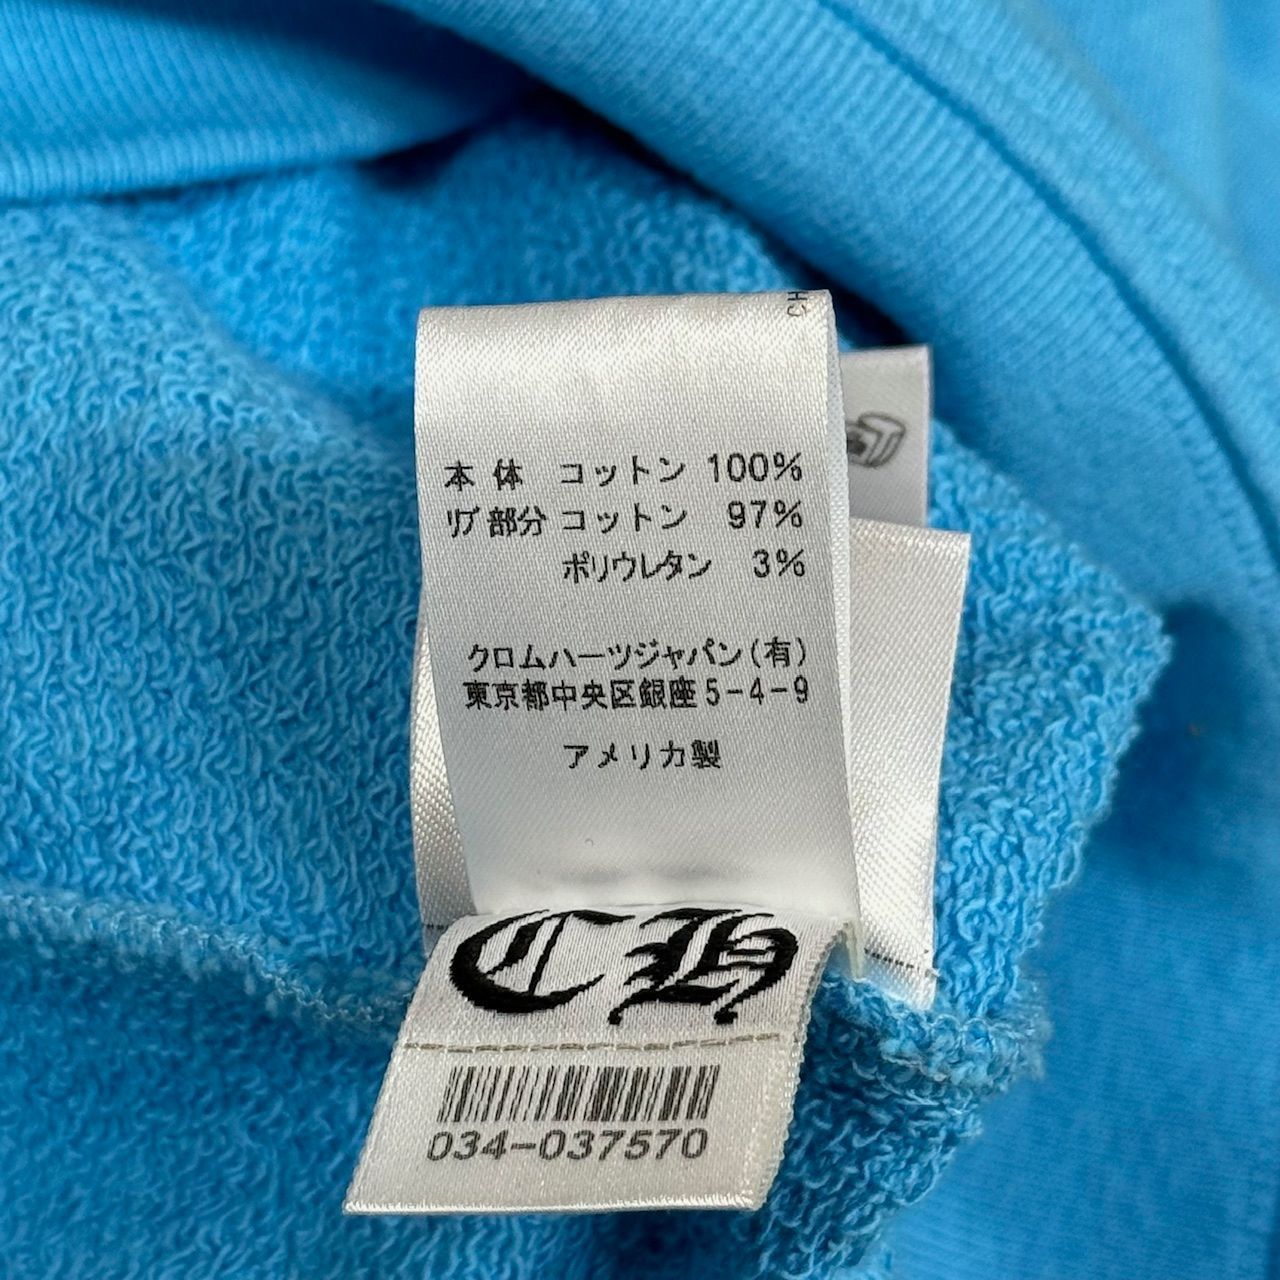 CH
本体 コットン 100%
リブ部分 コットン 97%
ポリウレタン 3%
クロムハーツジャパン(有)
東京都中央区銀座5-4-9
アメリカ製
CH
034-037570